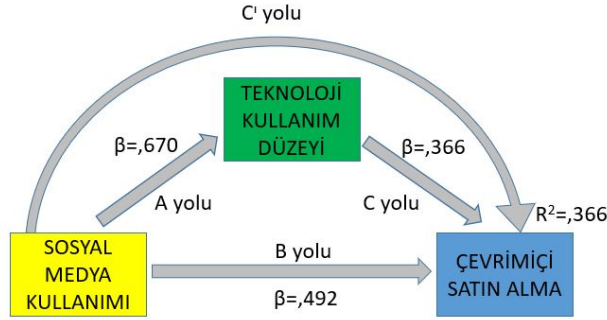 C' yolu
TEKNOLOJİ
KULLANIM
DÜZEYİ
β=,670
β=,366
A yolu
C yolu
R²=,366
SOSYAL
MEDYA
KULLANIMI
B yolu
β=,492
ÇEVRİMİÇİ
SATIN ALMA